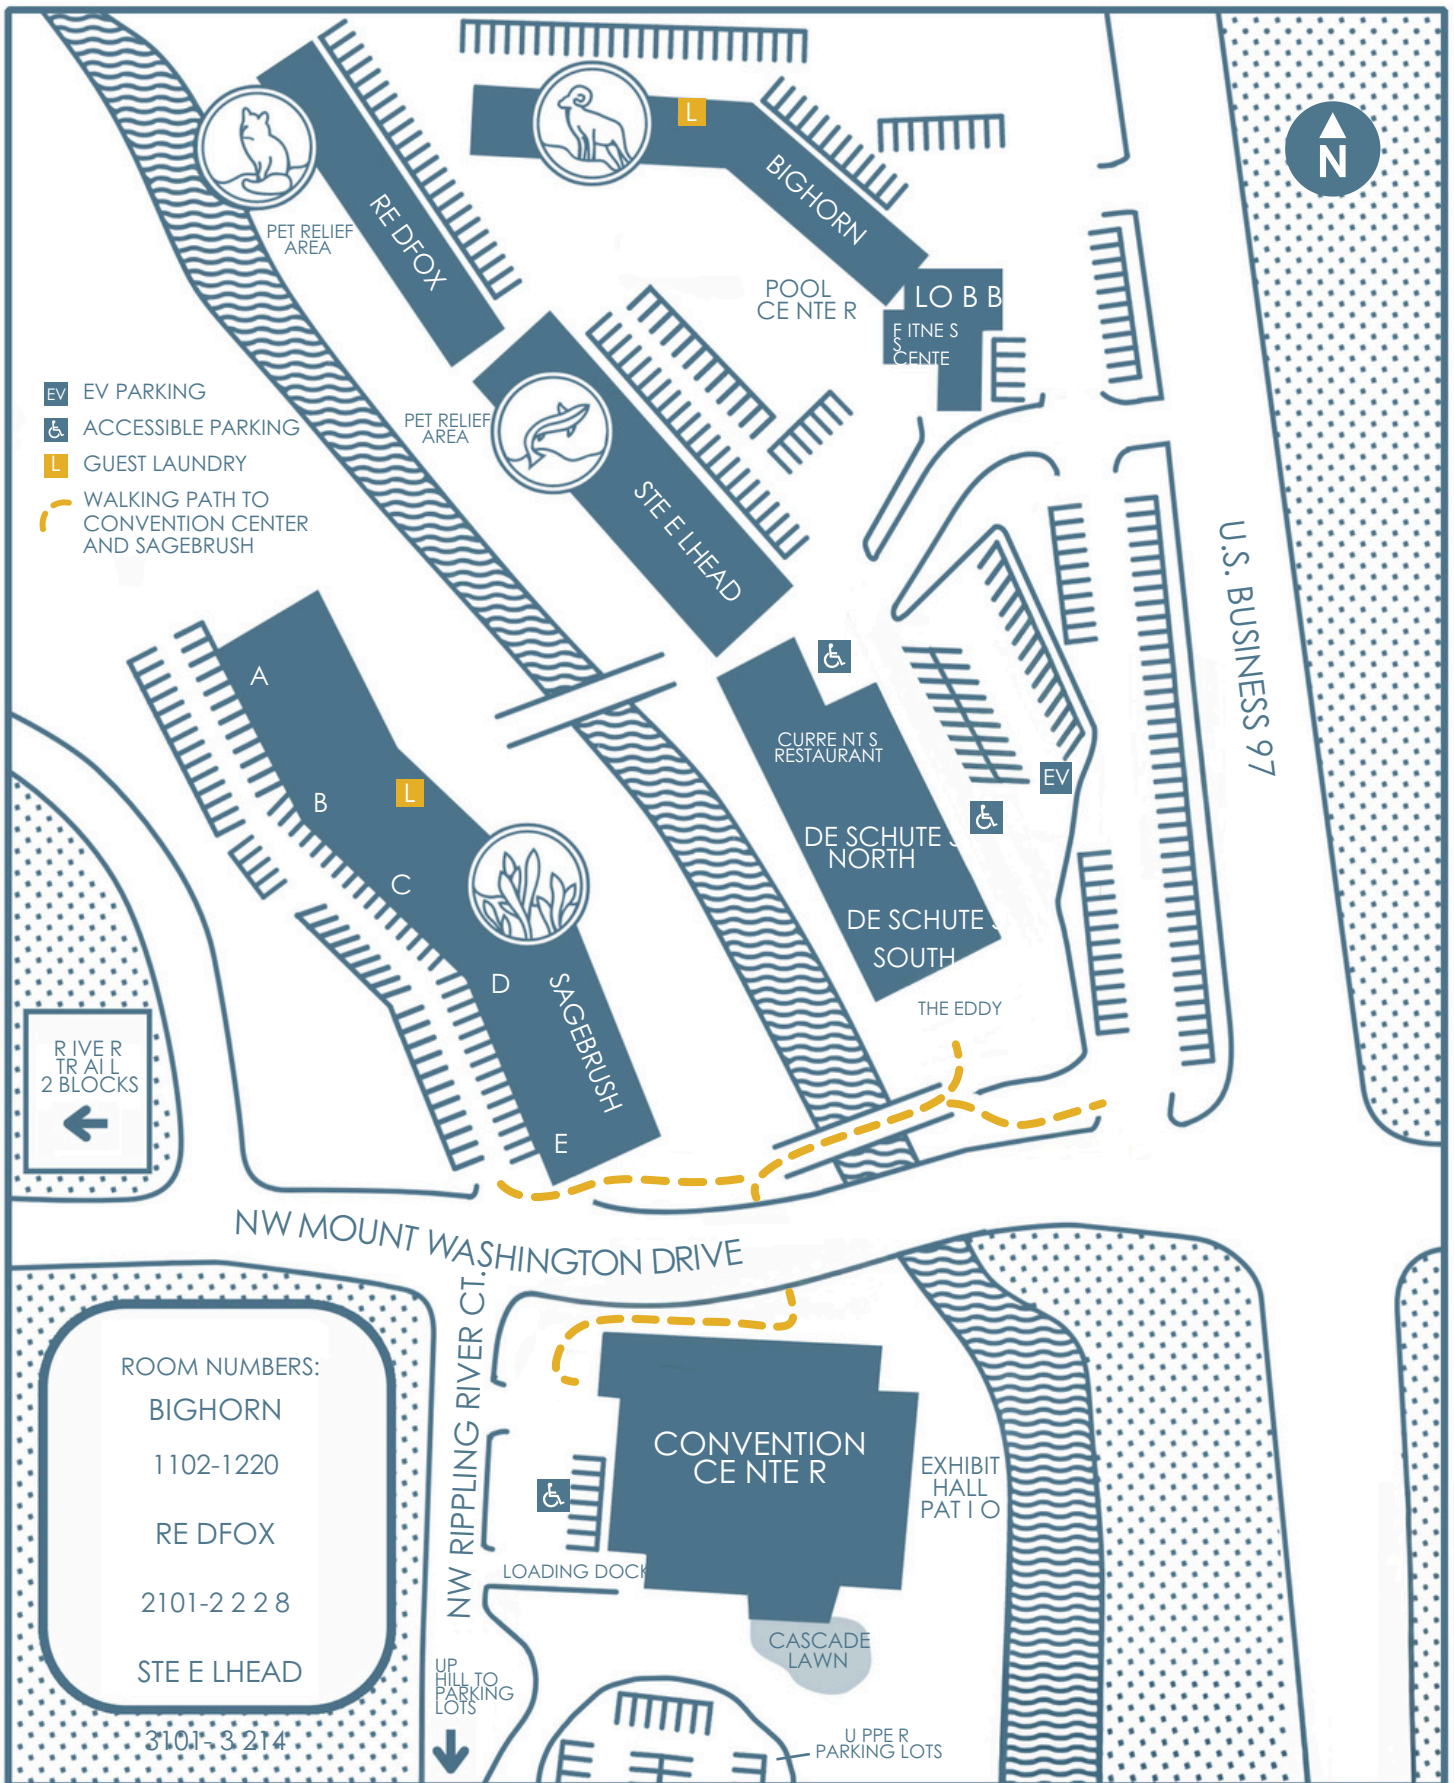 L
N
BIGHORN
RE DFOX
PET RELIEF
AREA
POOL
CE NTE R
LO B B
F ITNE S
S
CENTE
EV EV PARKING
ACCESSIBLE PARKING
L GUEST LAUNDRY
WALKING PATH TO
CONVENTION CENTER
AND SAGEBRUSH
PET RELIEF
AREA
STE E LHEAD
U.S. BUSINESS 97
A
CURRE NT S
RESTAURANT
EV
B
L
DE SCHUTE S
NORTH
C
DE SCHUTE S
SOUTH
D
SAGEBRUSH
THE EDDY
R IVE R
TR AI L
2 BLOCKS
E
NW MOUNT WASHINGTON DRIVE
NW RIPPLING RIVER CT.
ROOM NUMBERS:
BIGHORN
1102-1220
RE DFOX
2101-2 2 2 8
STE E LHEAD
3101- 3 214
CONVENTION
CE NTE R
EXHIBIT
HALL
PAT I O
LOADING DOCK
CASCADE
LAWN
UP
HILL TO
PARKING
LOTS
U PPE R
PARKING LOTS